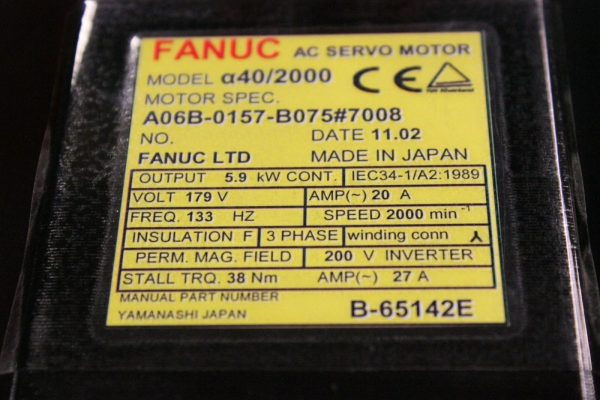 FANUC AC SERVO MOTOR
MODEL α40/2000
CE
TUV Rheinland
MOTOR SPEC.
A06B-0157-B075#7008
NO. DATE 11.02
FANUC LTD MADE IN JAPAN
OUTPUT 5.9 kW CONT. IEC34-1/A2:1989
VOLT 179 V AMP(~) 20 A
FREQ. 133 HZ SPEED 2000 min⁻¹
INSULATION F 3 PHASE winding conn
PERM. MAG. FIELD 200 V INVERTER
STALL TRQ. 38 Nm AMP(~) 27 A
MANUAL PART NUMBER
YAMANASHI JAPAN B-65142E